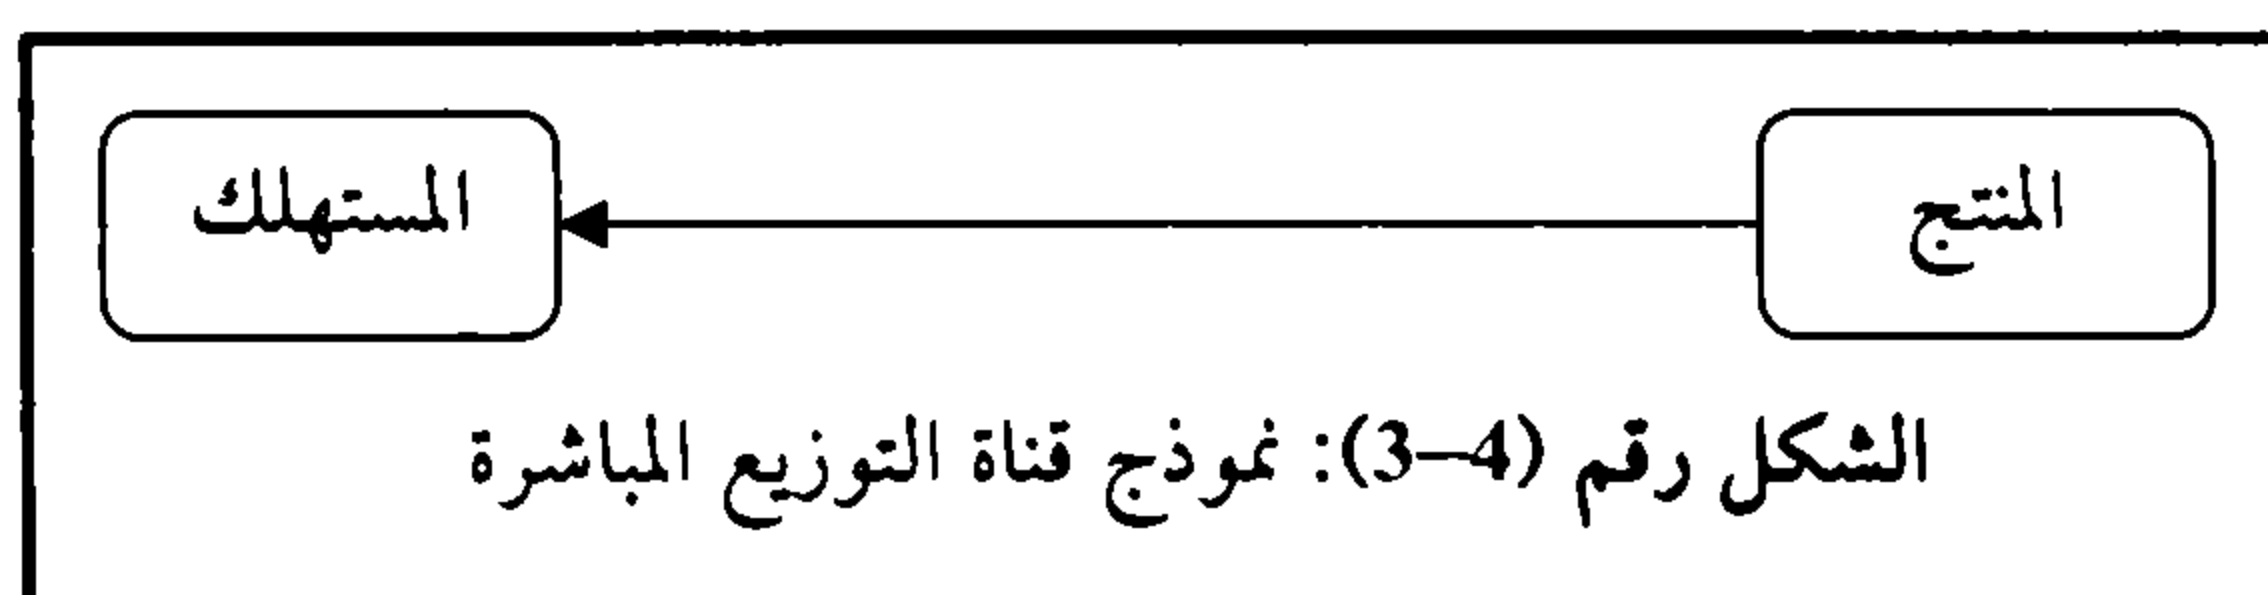 المنتج
المستهلك
الشكل رقم (4–3): نموذج قناة التوزيع المباشرة